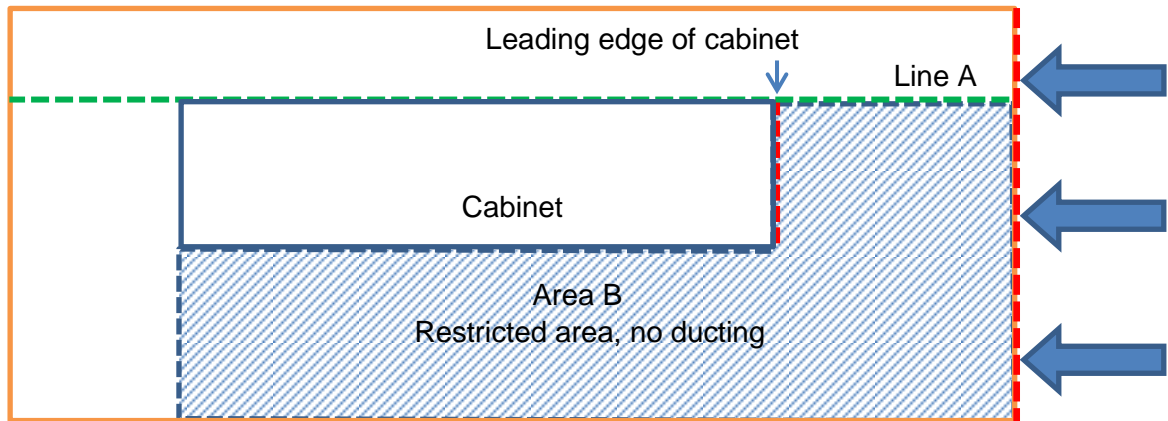 Leading edge of cabinet
Line A
Cabinet
Area B
Restricted area, no ducting